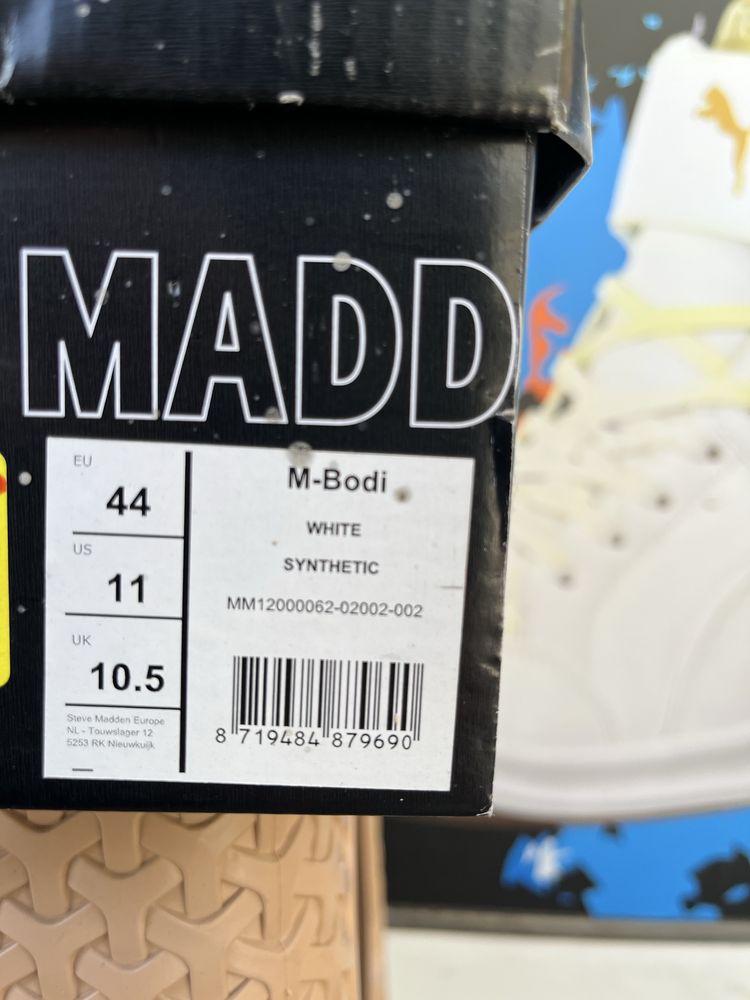 MADD
EU
44
US
11
UK
10.5
Steve Madden Europe
NL - Touwslager 12
5253 RK Nieuwkuijk
M-Bodi
WHITE
SYNTHETIC
MM12000062-02002-002
8 719484 879690